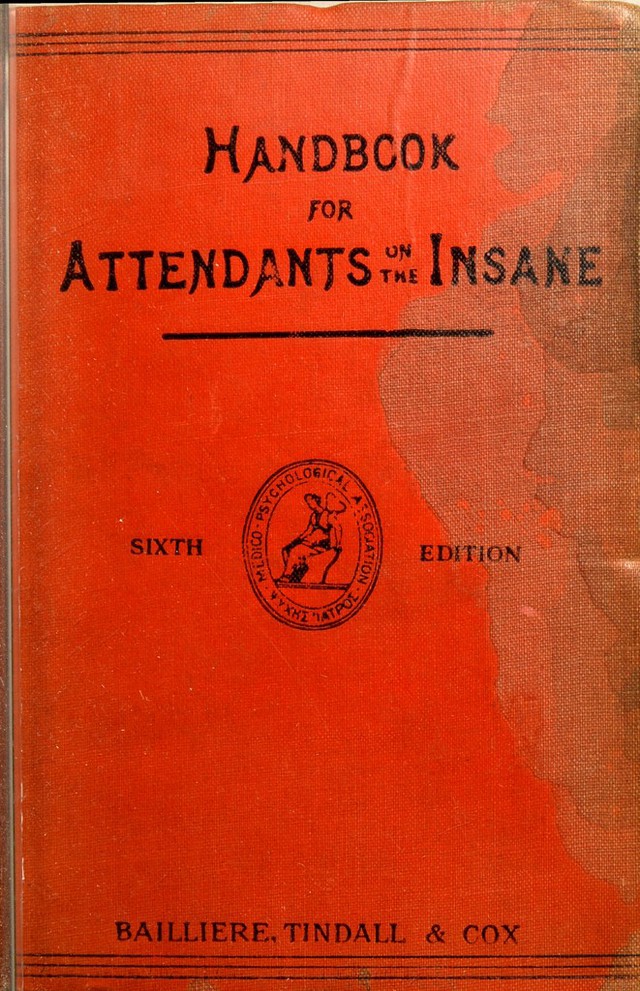 HANDBOOK
FOR
ATTENDANTS ON THE INSANE
SIXTH EDITION
MEDICO-PSYCHOLOGICAL ASSOCIATION
ΨΥΧΗΣ ΙΑΤΡΟΣ
BAILLIERE, TINDALL & COX